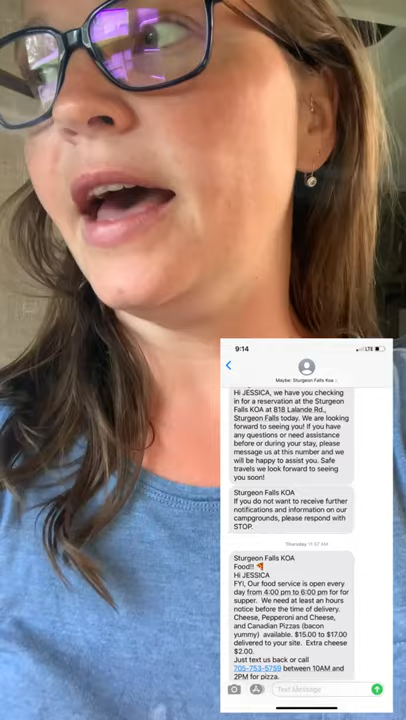 9:14
LTE
Maybe: Sturgeon Falls Koa
Hi JESSICA, we have you checking
in for a reservation at the Sturgeon
Falls KOA at 818 Lalande Rd.,
Sturgeon Falls today. We are looking
forward to seeing you! If you have
any questions or need assistance
before or during your stay, please
message us at this number and we
will be happy to assist you. Safe
travels we look forward to seeing
you soon!
Sturgeon Falls KOA
If you do not want to receive further
notifications and information on our
campgrounds, please respond with
STOP.
Thursday 11:57 AM
Sturgeon Falls KOA
Food!! 🍕
Hi JESSICA
FYI, Our food service is open every
day from 4:00 pm to 6:00 pm for for
supper. We need at least an hours
notice before the time of delivery.
Cheese, Pepperoni and Cheese,
and Canadian Pizzas (bacon
yummy) available. $15.00 to $17.00
delivered to your site. Extra cheese
$2.00.
Just text us back or call
705-753-5759 between 10AM and
2PM for pizza.
Text Message